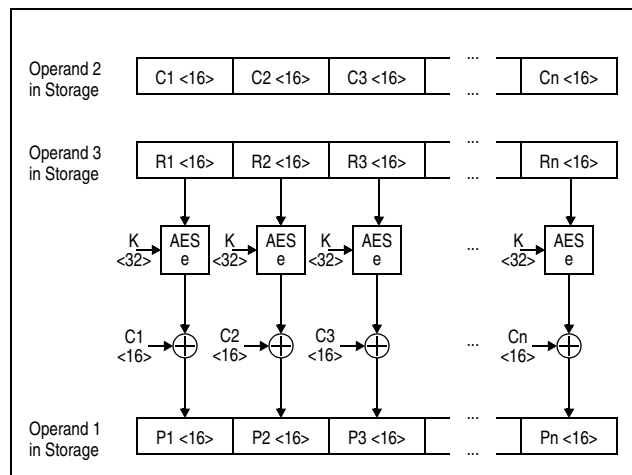 ...
Operand 2
in Storage
C1 <16> C2 <16> C3 <16> Cn <16>
...
...
Operand 3
in Storage
R1 <16> R2 <16> R3 <16> Rn <16>
...
K
<32>
AES
e
K
<32>
AES
e
K
<32>
AES
e
...
K
<32>
AES
e
C1
<16>
C2
<16>
C3
<16>
...
Cn
<16>
...
Operand 1
in Storage
P1 <16> P2 <16> P3 <16> Pn <16>
...